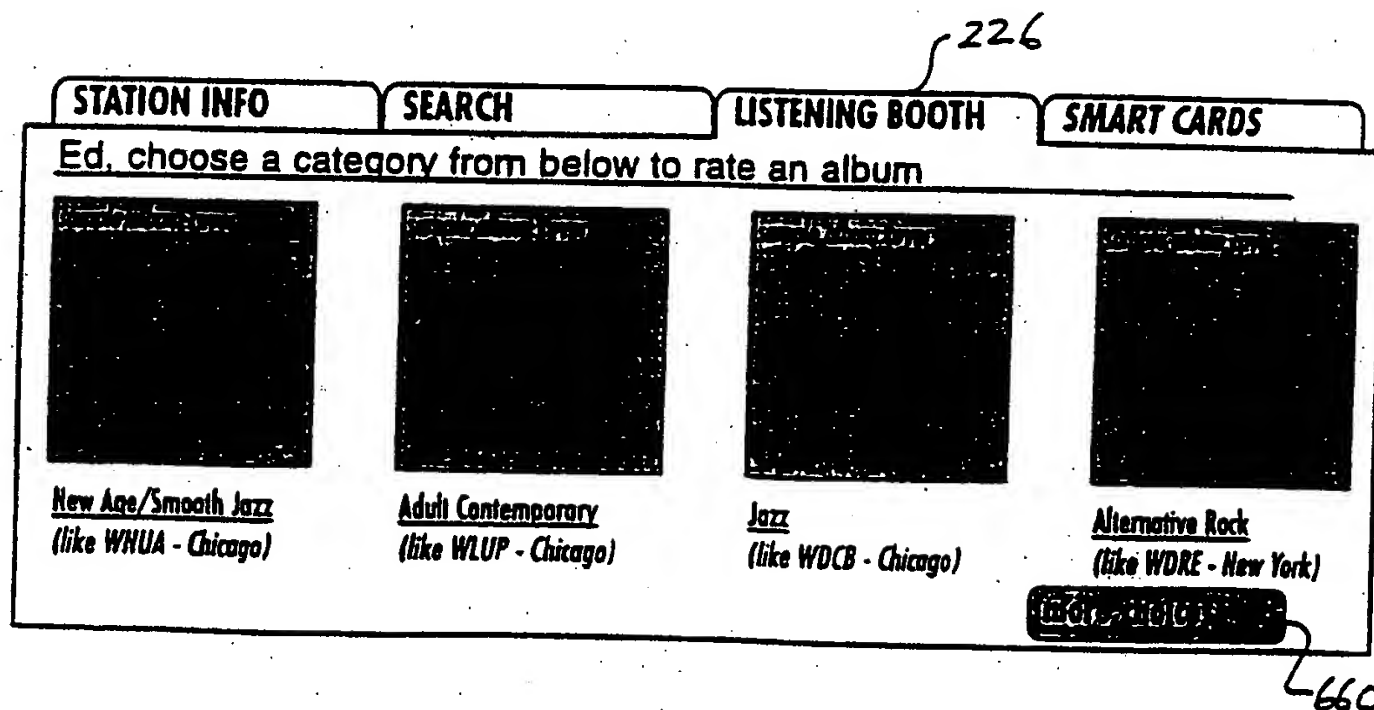 226
STATION INFO SEARCH LISTENING BOOTH SMART CARDS
Ed, choose a category from below to rate an album
New Age/Smooth Jazz Adult Contemporary Jazz Alternative Rock
(like WNUA - Chicago) (like WLUP - Chicago) (like WDCB - Chicago) (like WDRE - New York)
660